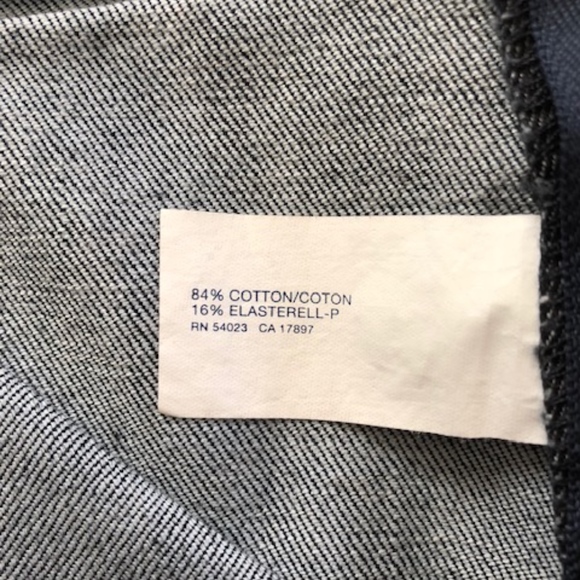 84% COTTON/COTON
16% ELASTERELL-P
RN 54023 CA 17897